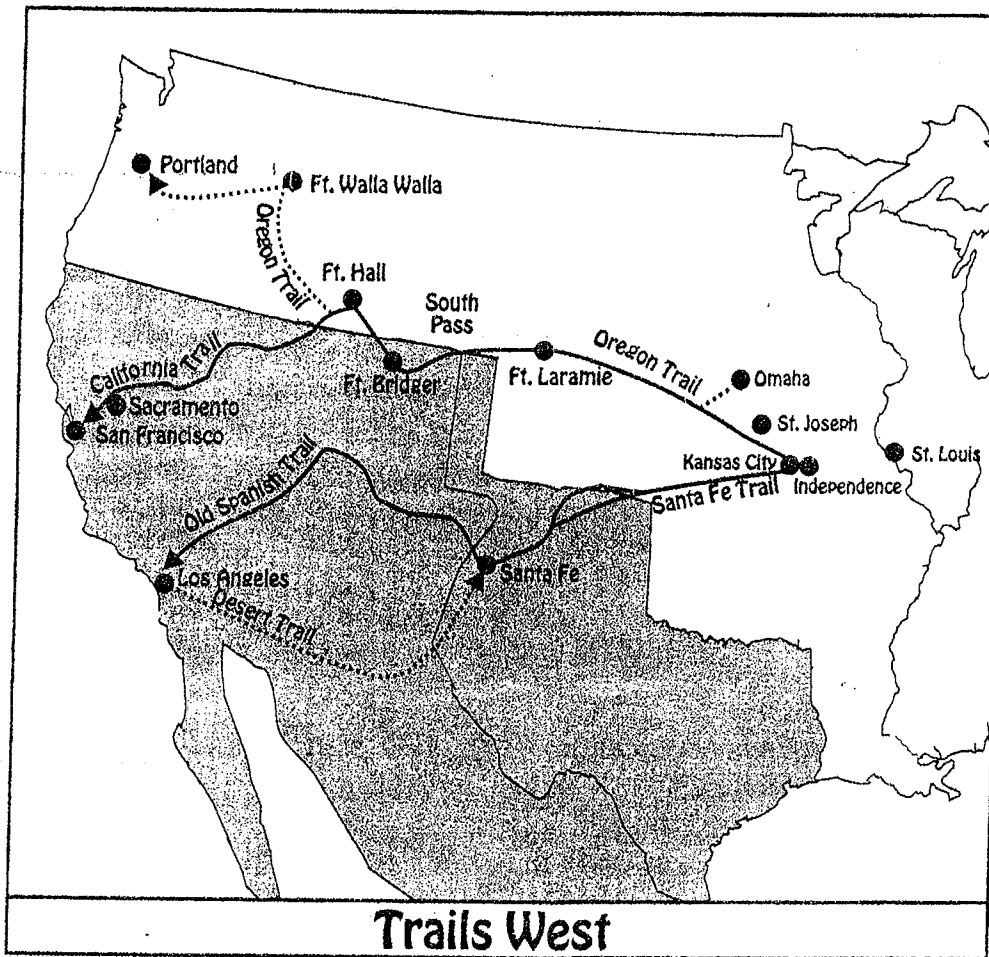 Portland
Ft. Walla Walla
Oregon Trail
Ft. Hall
South
Pass
California Trail
Ft. Bridger
Ft. Laramie
Oregon Trail
Omaha
Sacramento
San Francisco
St. Joseph
Kansas City
St. Louis
Santa Fe Trail
Independence
Old Spanish Trail
Santa Fe
Los Angeles
Desert Trail
Trails West